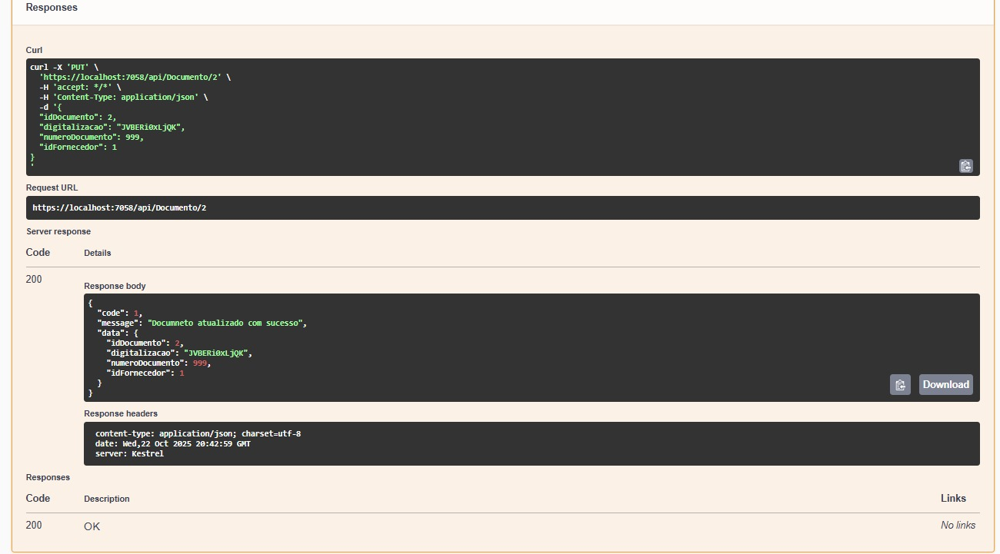 Responses
Curl
curl -X 'PUT' \
'https://localhost:7058/api/Documento/2' \
-H 'accept: */*' \
-H 'Content-Type: application/json' \
-d '{
"idDocumento": 2,
"digitalizacao": "JVBERi0xLjQK",
"numeroDocumento": 999,
"idFornecedor": 1
}
'
Request URL
https://localhost:7058/api/Documento/2
Server response
Code Details
200
Response body
{
"code": 1,
"message": "Documneto atualizado com sucesso",
"data": {
"idDocumento": 2,
"digitalizacao": "JVBERi0xLjQK",
"numeroDocumento": 999,
"idFornecedor": 1
}
}
Download
Response headers
content-type: application/json; charset=utf-8
date: Wed,22 Oct 2025 20:42:59 GMT
server: Kestrel
Responses
Code Description Links
200 OK No links